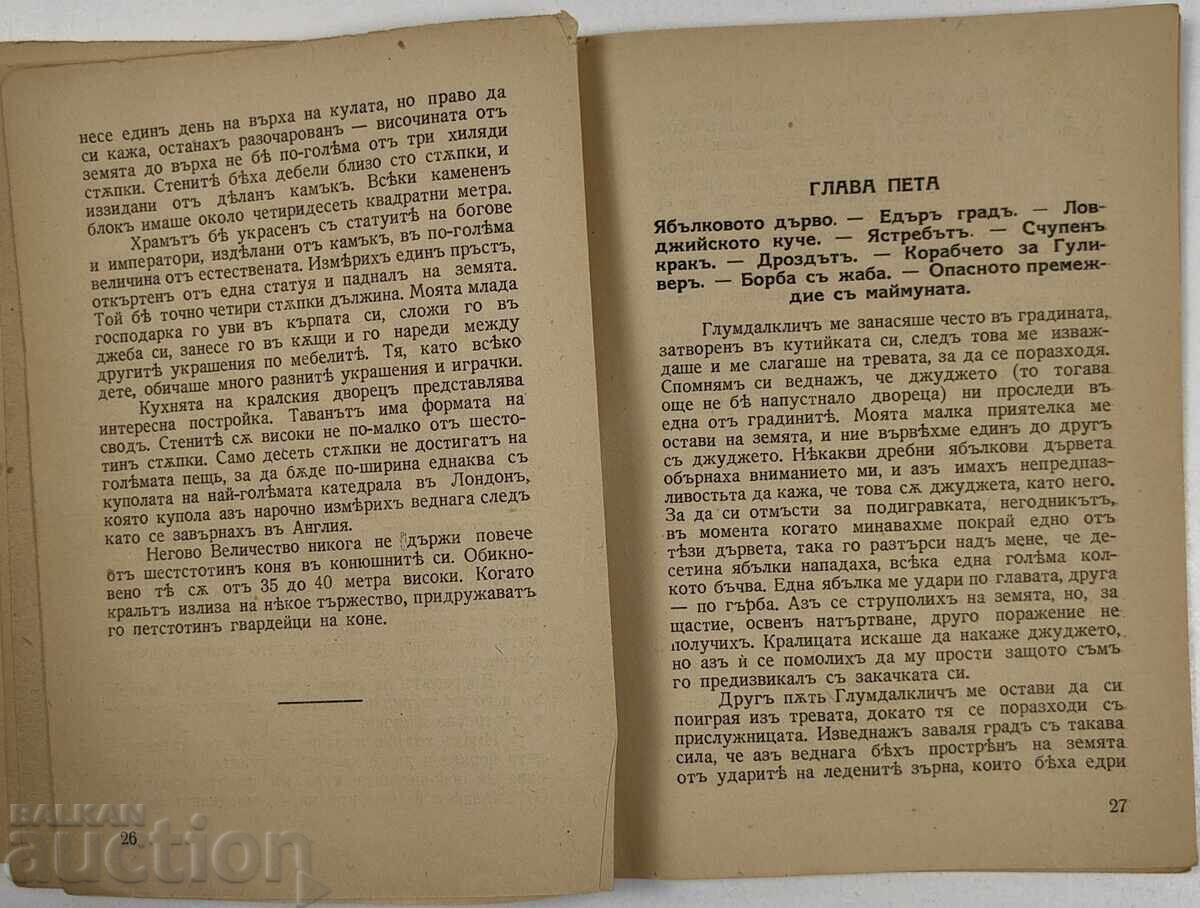 несе единъ день на върха на кулата, но право да
си кажа, останахъ разочарованъ — височината отъ
земята до върха не бѣ по-голѣма отъ три хиляди
стѫпки. Стенитѣ бѣха дебели близо сто стѫпки, и
иззидани отъ дѣланъ камъкъ. Всѣки камененъ
блокъ имаше около четиридесеть квадратни метра.
Храмътъ бѣ украсенъ съ статуитѣ на богове
и императори, издѣлани отъ камъкъ, въ по-голѣма
величина отъ естествената. Измѣрихъ единъ пръстъ,
откъртенъ отъ една статуя и падналъ на земята.
Той бѣ точно четири стѫпки дължина. Моята млада
господарка го уви въ кърпата си, сложи го въ
джеба си, занесе го въ кѫщи и го нареди между
другитѣ украшения по мебелитѣ. Тя, като всѣко
дете, обичаше много разнитѣ украшения и играчки.
Кухнята на кралския дворецъ представлява
интересна постройка. Таванътъ има формата на
сводъ. Стенитѣ сѫ високи не по-малко отъ шесто-
тинъ стѫпки. Само десеть стѫпки не достигатъ на
голѣмата пещь, за да бѫде по-ширина еднаква съ
куполата на най-голѣмата катедрала въ Лондонъ,
която купола азъ нарочно измѣрихъ веднага следъ
като се завърнахъ въ Англия.
Негово Величество никога не държи повече
отъ шестстотинъ коня въ конюшнитѣ си. Обикно-
вено тѣ сѫ отъ 35 до 40 метра високи. Когато
кральтъ излиза на нѣкое тържество, придружаватъ
го петстотинъ гвардейци на коне.
26
ГЛАВА ПЕТА
Ябълковото дърво. — Едъръ градъ. — Лов-
джийското куче. — Ястребътъ. — Счупенъ
кракъ. — Дроздътъ. — Корабчето за Гули-
веръ. — Борба съ жаба. — Опасното премеж-
дие съ маймуната.
Глумдалкличъ ме занасяше често въ градината,
затворенъ въ кутийката си, следъ това ме изваж-
даше и ме слагаше на тревата, за да се поразходя.
Спомнямъ си веднажъ, че джуджето (то тогава
още не бѣ напустнало двореца) ни проследи въ
една отъ градинитѣ. Моята малка приятелка ме
остави на земята, и ние вървѣхме единъ до другъ
съ джуджето. Нѣкакви дребни ябълкови дървета
обърнаха вниманието ми, и азъ имахъ непредпаз-
ливостьта да кажа, че това сѫ джуджета, като него.
За да си отмъсти за подигравката, негодникътъ,
въ момента когато минавахме покрай едно отъ
тѣзи дървета, така го разтърси надъ мене, че де-
сетина ябълки нападаха, всѣка една голѣма кол-
кото бъчва. Една ябълка ме удари по главата, друга
— по гърба. Азъ се струполихъ на земята, но, за
щастие, освенъ натъртване, друго поражение не
получихъ. Кралицата искаше да накаже джуджето,
но азъ ѝ се помолихъ да му прости защото съмъ
го предизвикалъ съ закачката си.
Другъ пѫть Глумдалкличъ ме остави да си
поиграя изъ тревата, докато тя се поразходи съ
прислужницата. Изведнажъ заваля градъ съ такава
сила, че азъ веднага бѣхъ прострѣнъ на земята
отъ ударитѣ на леденитѣ зърна, които бѣха едри
27
BALKAN
auction